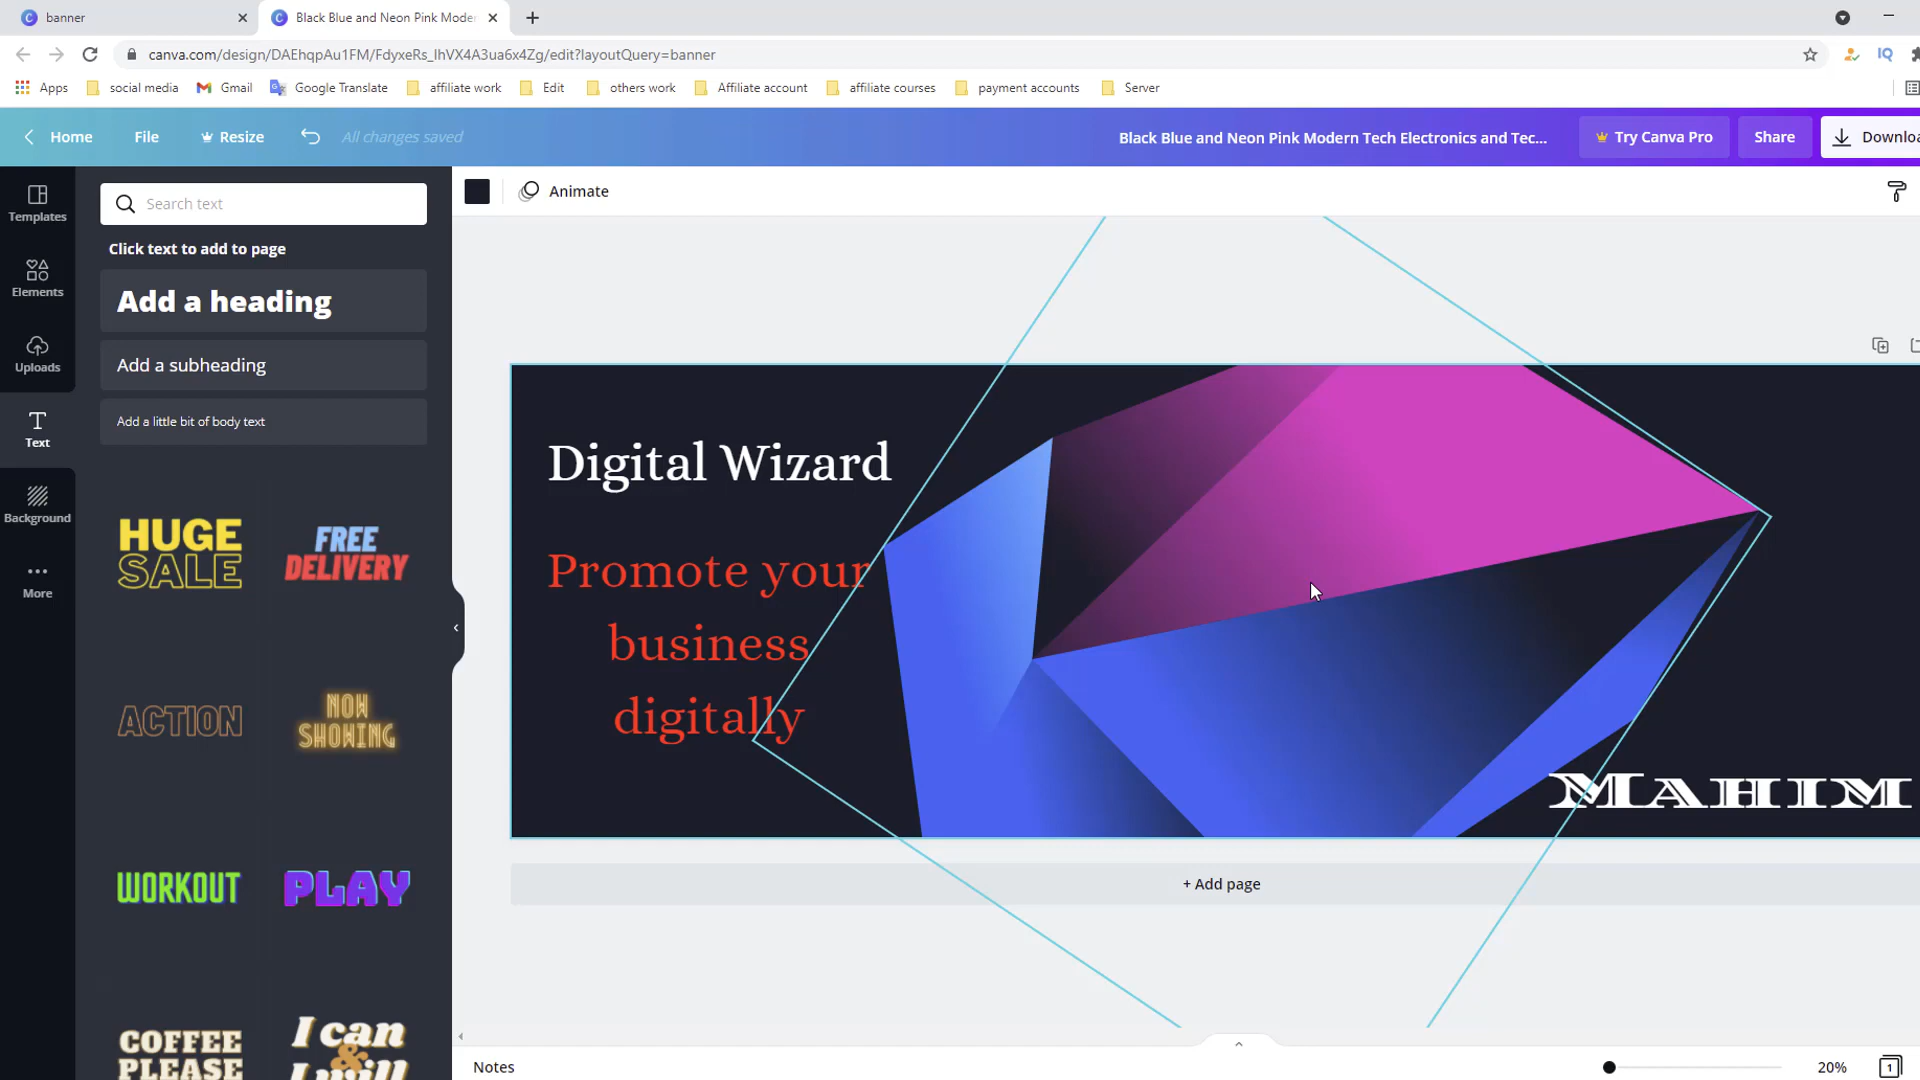 banner
Black Blue and Neon Pink Mode
canva.com/design/DAEhqpAu1FM/FdyxeRs_lhVX4A3ua6x4Zg/edit?layoutQuery=banner
IQ
Apps
social media
Gmail
Google Translate
affiliate work
Edit
others work
Affiliate account
affiliate courses
payment accounts
Server
Home
File
Resize
All changes saved
Black Blue and Neon Pink Modern Tech Electronics and Tec...
Try Canva Pro
Share
Downloa
Templates
Elements
Uploads
Text
Background
More
Search text
Click text to add to page
Add a heading
Add a subheading
Add a little bit of body text
HUGE
SALE
FREE
DELIVERY
ACTION
NOW
SHOWING
WORKOUT
PLAY
COFFEE
PLEASE
I can
&
I will
Animate
Digital Wizard
Promote your
business
digitally
MAHIM
+ Add page
Notes
20%
1